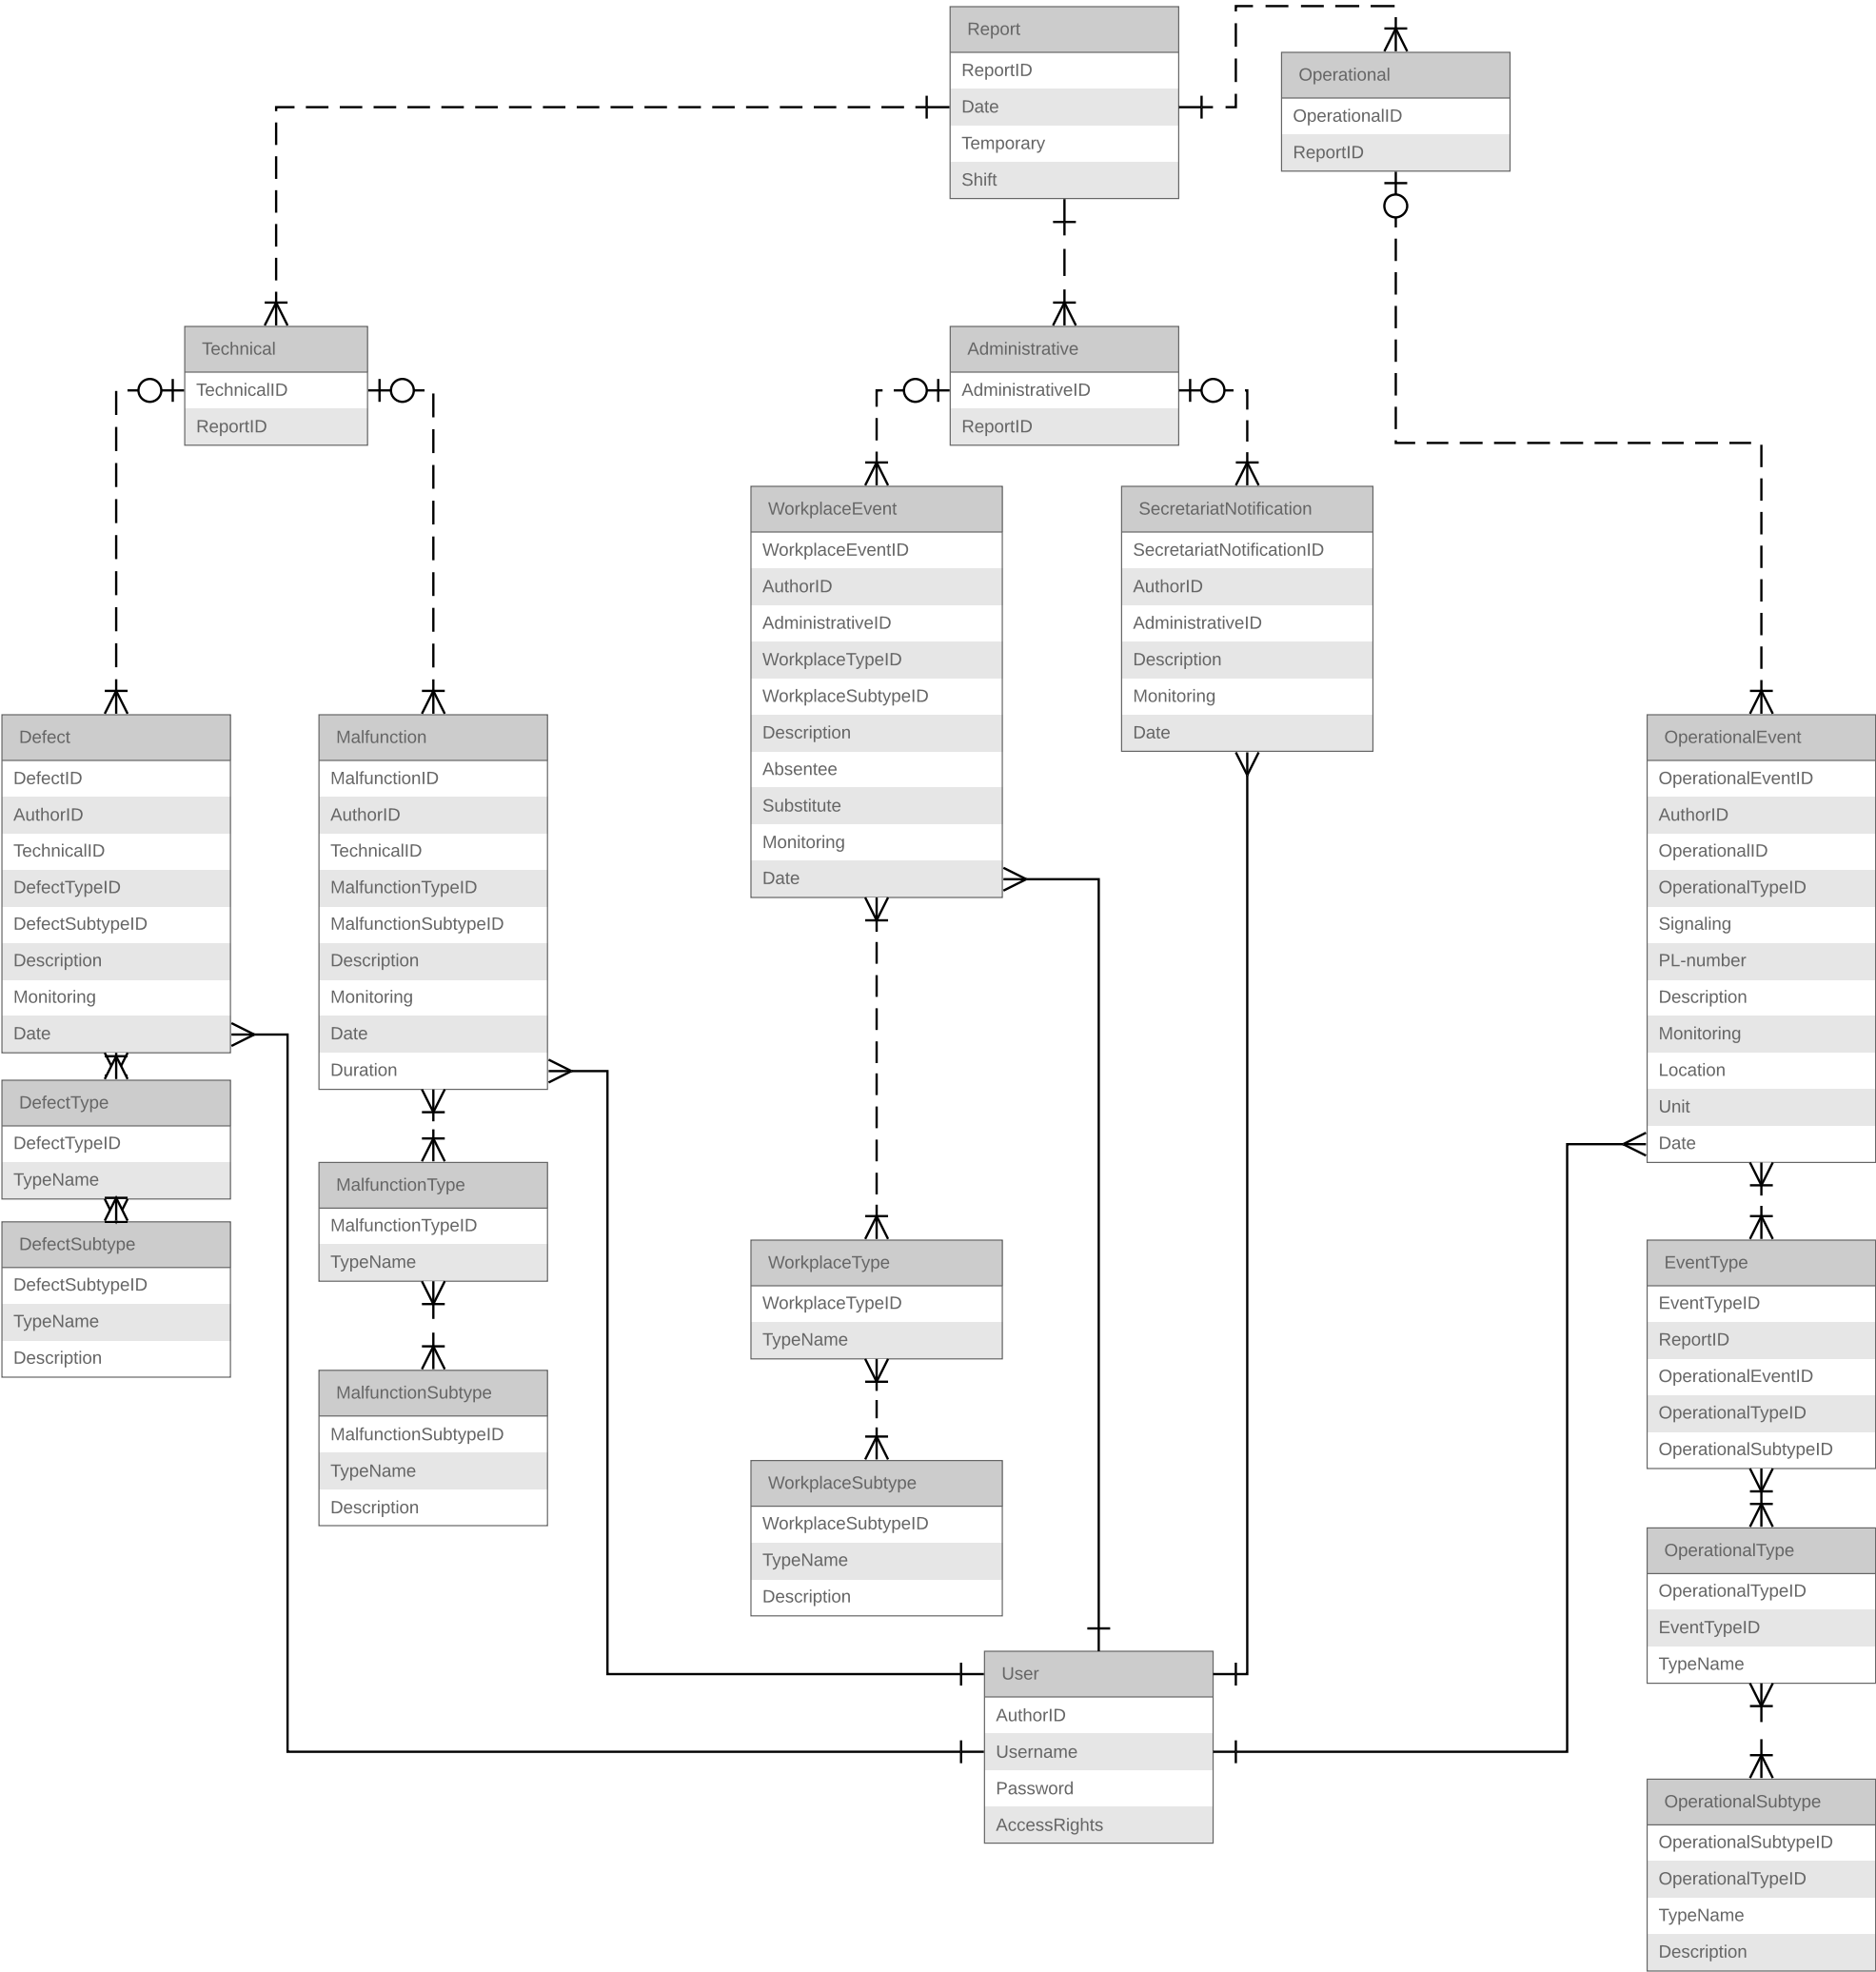 Report
ReportID
Date
Temporary
Shift
Operational
OperationalID
ReportID
Technical
TechnicalID
ReportID
Administrative
AdministrativeID
ReportID
WorkplaceEvent
WorkplaceEventID
AuthorID
AdministrativeID
WorkplaceTypeID
WorkplaceSubtypeID
Description
Absentee
Substitute
Monitoring
Date
SecretariatNotification
SecretariatNotificationID
AuthorID
AdministrativeID
Description
Monitoring
Date
Defect
DefectID
AuthorID
TechnicalID
DefectTypeID
DefectSubtypeID
Description
Monitoring
Date
Malfunction
MalfunctionID
AuthorID
TechnicalID
MalfunctionTypeID
MalfunctionSubtypeID
Description
Monitoring
Date
Duration
OperationalEvent
OperationalEventID
AuthorID
OperationalID
OperationalTypeID
Signaling
PL-number
Description
Monitoring
Location
Unit
Date
DefectType
DefectTypeID
TypeName
DefectSubtype
DefectSubtypeID
TypeName
Description
MalfunctionType
MalfunctionTypeID
TypeName
MalfunctionSubtype
MalfunctionSubtypeID
TypeName
Description
WorkplaceType
WorkplaceTypeID
TypeName
WorkplaceSubtype
WorkplaceSubtypeID
TypeName
Description
EventType
EventTypeID
ReportID
OperationalEventID
OperationalTypeID
OperationalSubtypeID
OperationalType
OperationalTypeID
EventTypeID
TypeName
User
AuthorID
Username
Password
AccessRights
OperationalSubtype
OperationalSubtypeID
OperationalTypeID
TypeName
Description